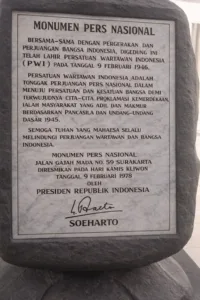 MONUMEN PERS NASIONAL
BERSAMA-SAMA DENGAN PERGERAKAN DAN
PERJUANGAN BANGSA INDONESIA, DIGEDUNG INI
TELAH LAHIR PERSATUAN WARTAWAN INDONESIA
(PWI) PADA TANGGAL 9 FEBRUARI 1946.
PERSATUAN WARTAWAN INDONESIA ADALAH
TONGGAK PERJUANGAN PERS NASIONAL DALAM
MENUJU PERSATUAN DAN KESATUAN BANGSA DEMI
TERWUJUDNYA CITA-CITA PROKLAMASI KEMERDEKAAN,
IALAH MASYARAKAT YANG ADIL DAN MAKMUR
BERDASARKAN PANCASILA DAN UNDANG-UNDANG
DASAR 1945.
SEMOGA TUHAN YANG MAHAESA SELALU
MELINDUNGI PERJUANGAN WARTAWAN DAN BANGSA
INDONESIA.
MONUMEN PERS NASIONAL
JALAN GAJAH MADA NO. 59 SURAKARTA
DIRESMIKAN PADA HARI KAMIS KLIWON
TANGGAL 9 FEBRUARI 1978
OLEH
PRESIDEN REPUBLIK INDONESIA
SOEHARTO